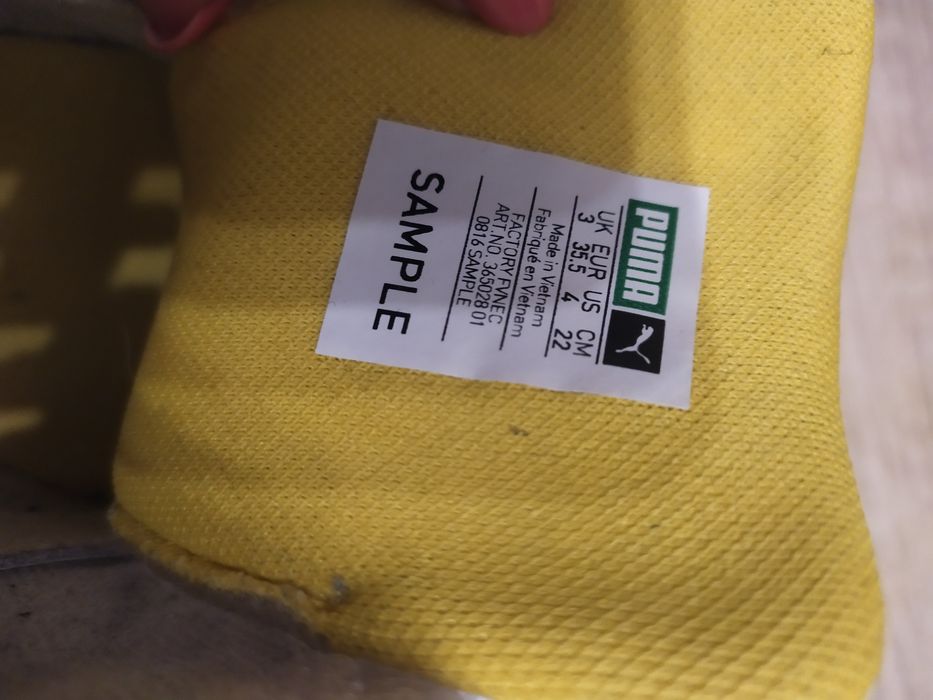 PUMA
UK EUR US CM
3 35.5 4 22
Made in Vietnam
Fabriqué en Vietnam
FACTORY FVNEC
ART.NO. 365028 01
0816 SAMPLE
SAMPLE